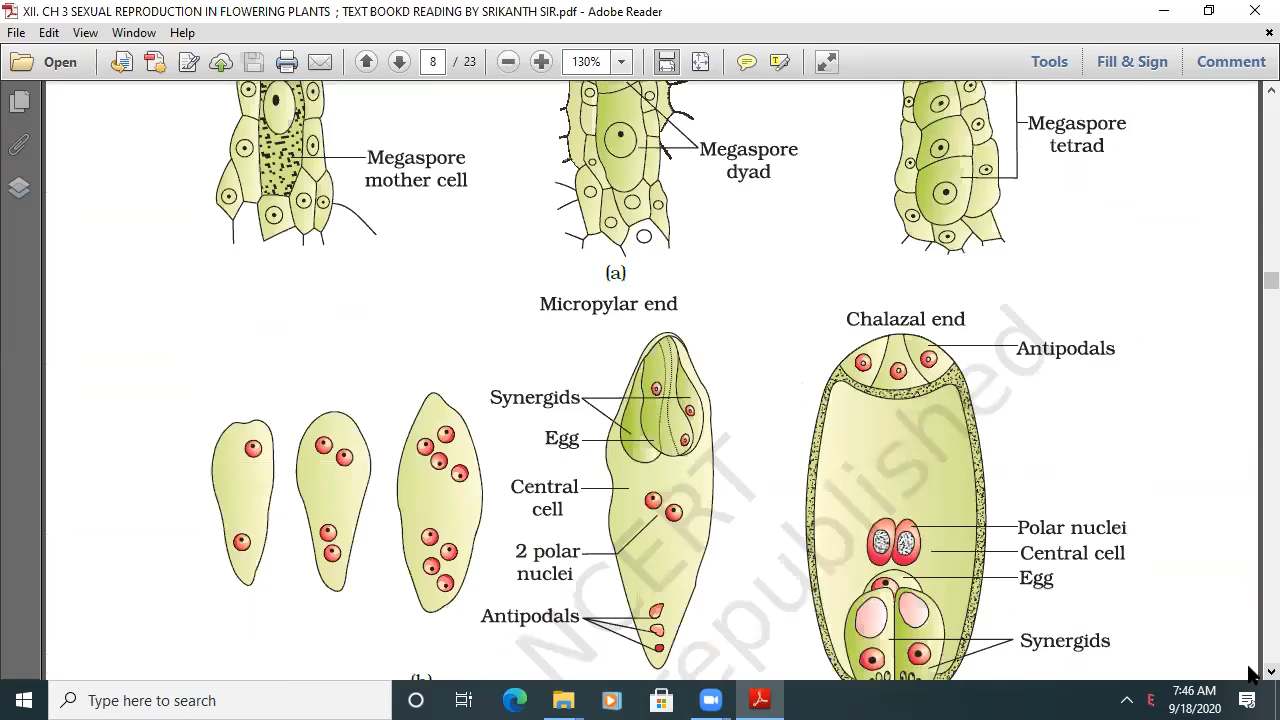 XII. CH 3 SEXUAL REPRODUCTION IN FLOWERING PLANTS ; TEXT BOOKD READING BY SRIKANTH SIR.pdf - Adobe Reader
File Edit View Window Help
Open 8 / 23 130% Tools Fill & Sign Comment
Megaspore
mother cell
Megaspore
dyad
Megaspore
tetrad
(a)
Micropylar end
Chalazal end
Antipodals
Synergids
Egg
Central
cell
2 polar
nuclei
Antipodals
Polar nuclei
Central cell
Egg
Synergids
(b)
NCERT
republished
Type here to search
E
7:46 AM
9/18/2020